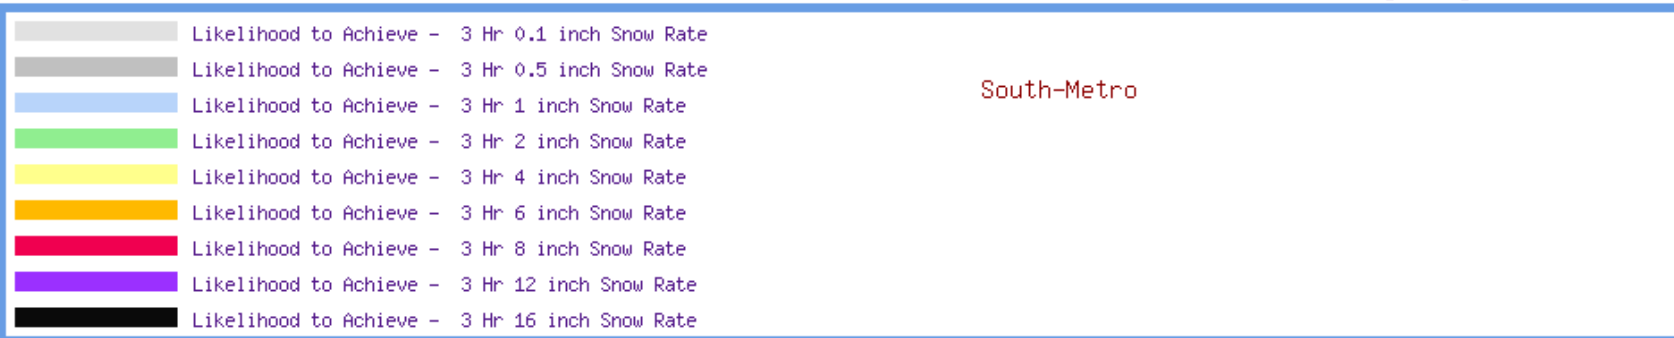 Likelihood to Achieve -  3 Hr 0.1 inch Snow Rate
Likelihood to Achieve -  3 Hr 0.5 inch Snow Rate
South-Metro
Likelihood to Achieve -  3 Hr 1 inch Snow Rate
Likelihood to Achieve -  3 Hr 2 inch Snow Rate
Likelihood to Achieve -  3 Hr 4 inch Snow Rate
Likelihood to Achieve -  3 Hr 6 inch Snow Rate
Likelihood to Achieve -  3 Hr 8 inch Snow Rate
Likelihood to Achieve -  3 Hr 12 inch Snow Rate
Likelihood to Achieve -  3 Hr 16 inch Snow Rate